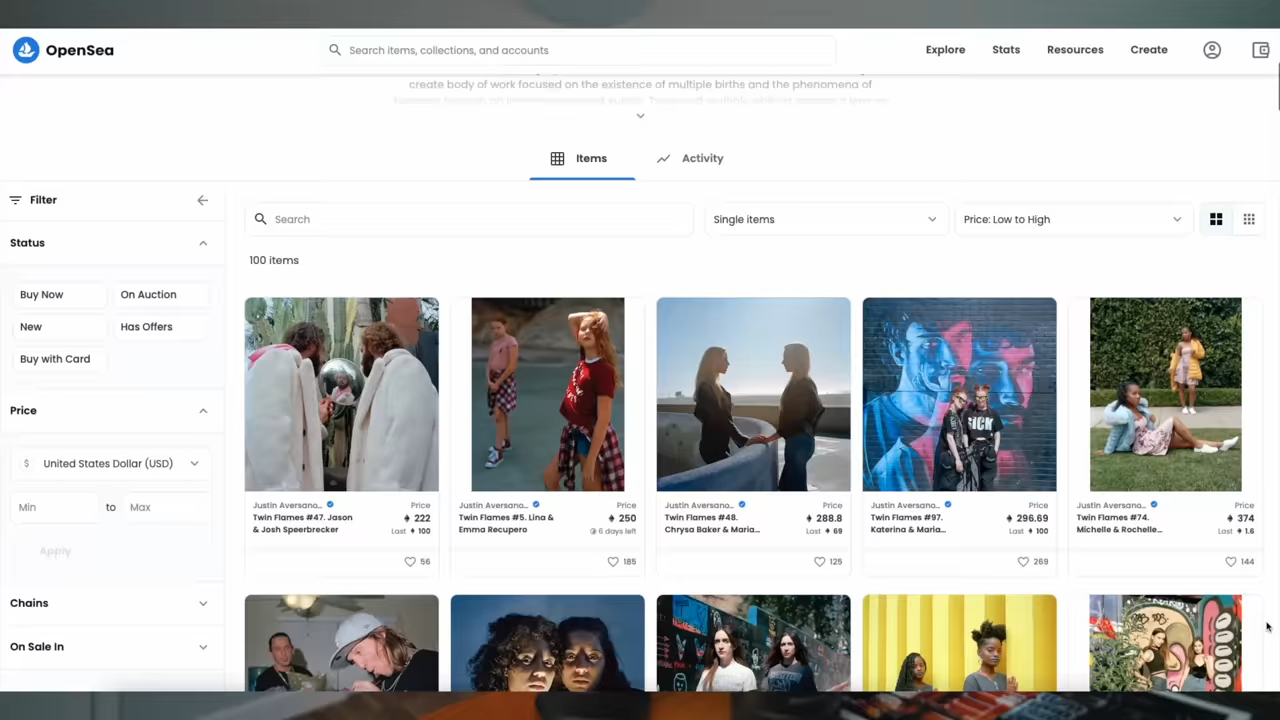 OpenSea
Search items, collections, and accounts
Explore
Stats
Resources
Create
create body of work focused on the existence of multiple births and the phenomena of
Items
Activity
Filter
Search
Single items
Price: Low to High
Status
100 items
Buy Now
On Auction
New
Has Offers
Buy with Card
Price
United States Dollar (USD)
Min
to
Max
Apply
Chains
On Sale In
Justin Aversano...
Price
Twin Flames #47. Jason
& Josh Speerbrecker
222
Last 100
56
Justin Aversano...
Price
Twin Flames #5. Lina &
Emma Recupero
250
6 days left
185
Justin Aversano...
Price
Twin Flames #48.
Chrysa Baker & Maria...
288.8
Last 69
125
Justin Aversano...
Price
Twin Flames #97.
Katerina & Maria...
296.69
Last 100
269
Justin Aversano...
Price
Twin Flames #74.
Michelle & Rochelle...
374
Last 1.6
144
SICK